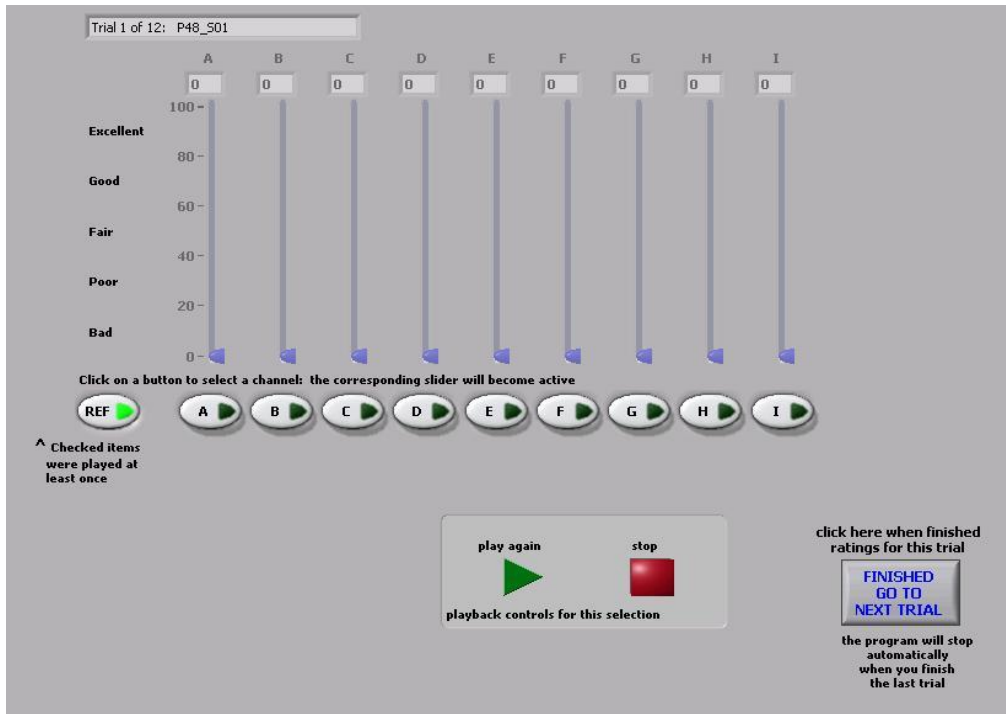 Trial 1 of 12: P48_S01
A B C D E F G H I
0 0 0 0 0 0 0 0 0
100
Excellent
80
Good
60
Fair
40
Poor
20
Bad
0
Click on a button to select a channel: the corresponding slider will become active
REF A B C D E F G H I
^ Checked items
were played at
least once
play again stop
playback controls for this selection
click here when finished
ratings for this trial
FINISHED
GO TO
NEXT TRIAL
the program will stop
automatically
when you finish
the last trial